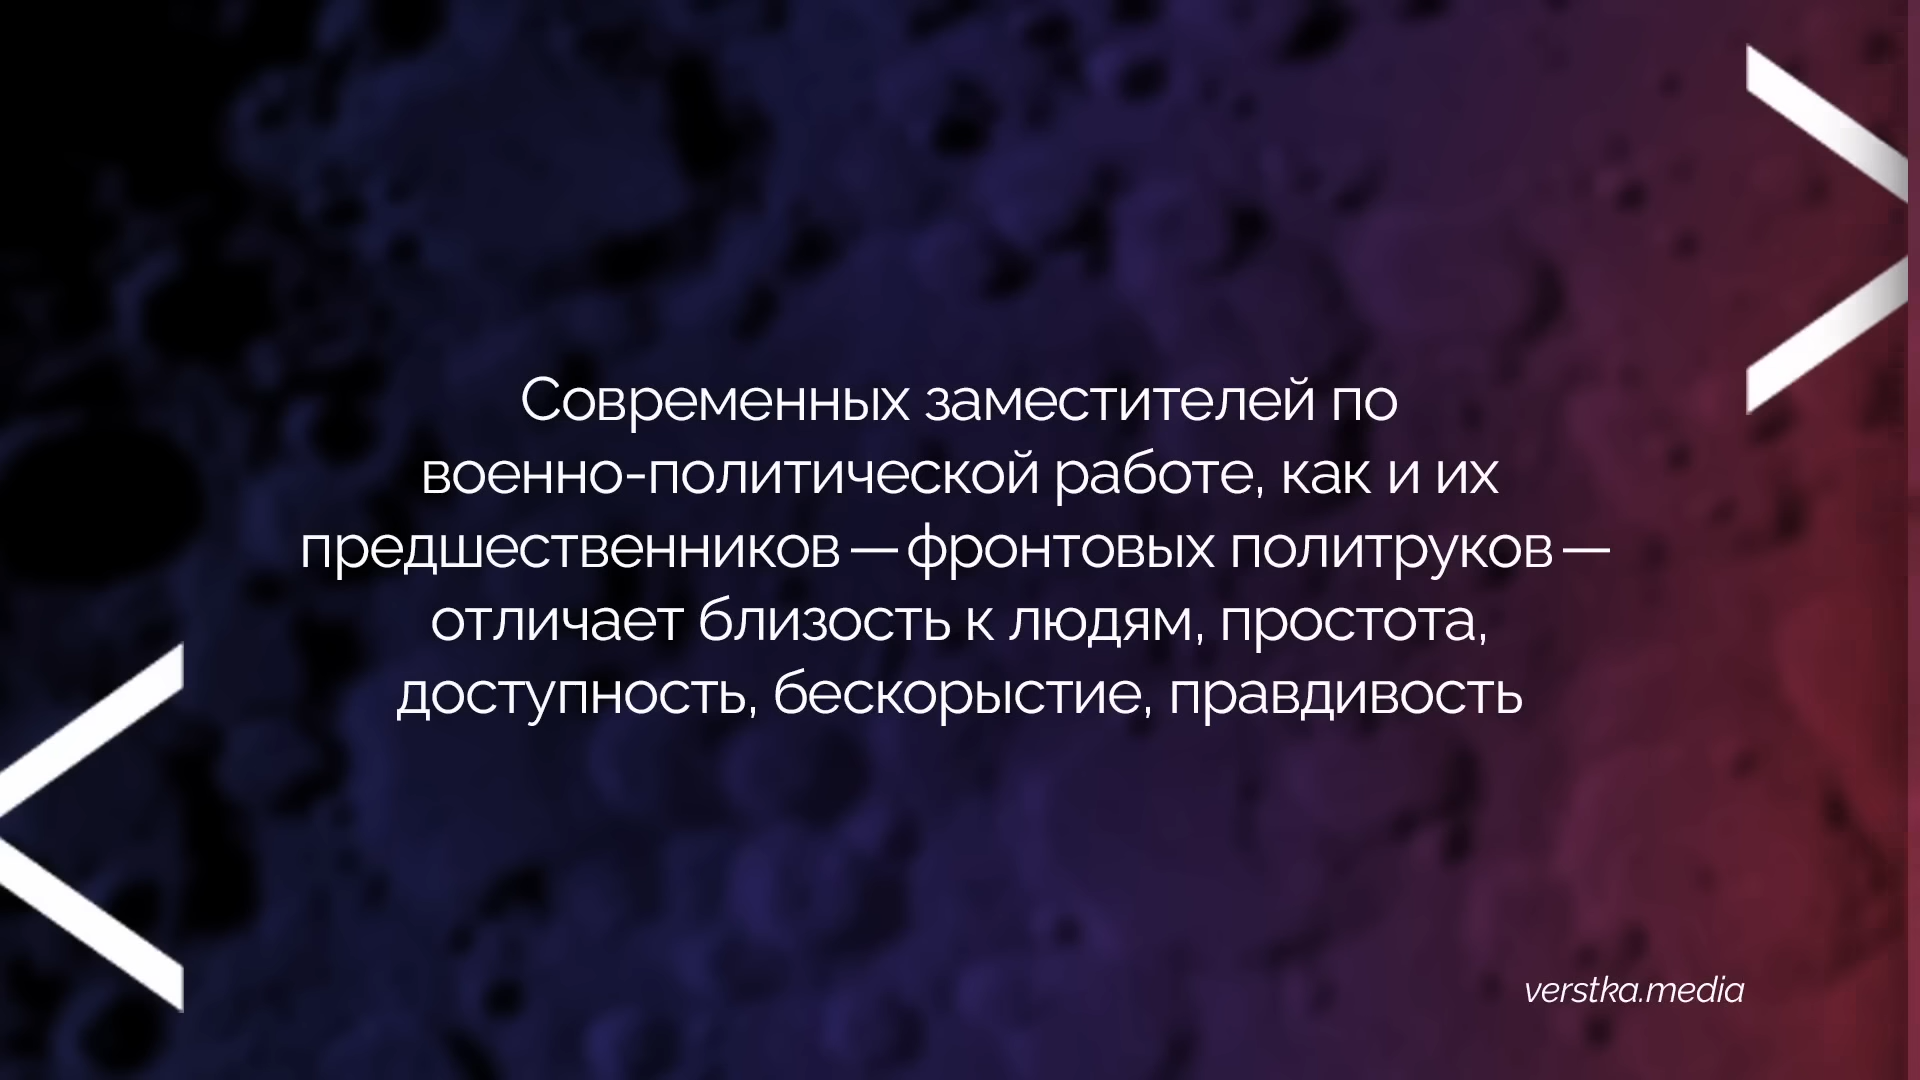 Современных заместителей по
военно-политической работе, как и их
предшественников — фронтовых политруков —
отличает близость к людям, простота,
доступность, бескорыстие, правдивость
verstka.media